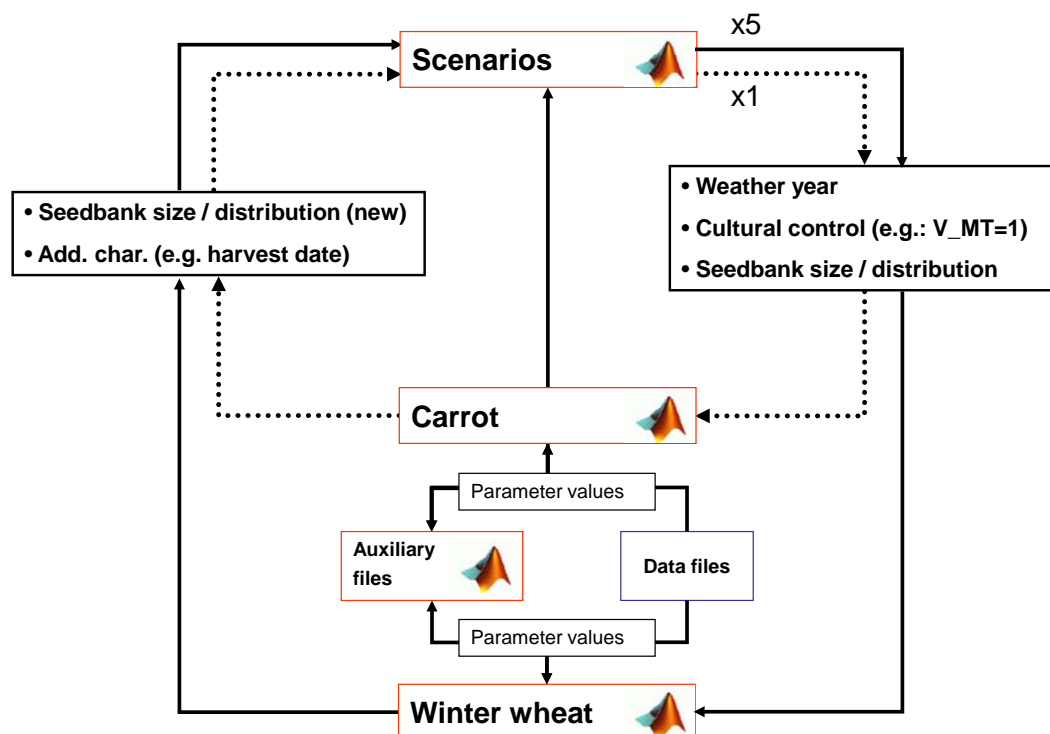 x5
Scenarios
x1
• Seedbank size / distribution (new)
• Add. char. (e.g. harvest date)
• Weather year
• Cultural control (e.g.: V_MT=1)
• Seedbank size / distribution
Carrot
Parameter values
Auxiliary
files
Data files
Parameter values
Winter wheat